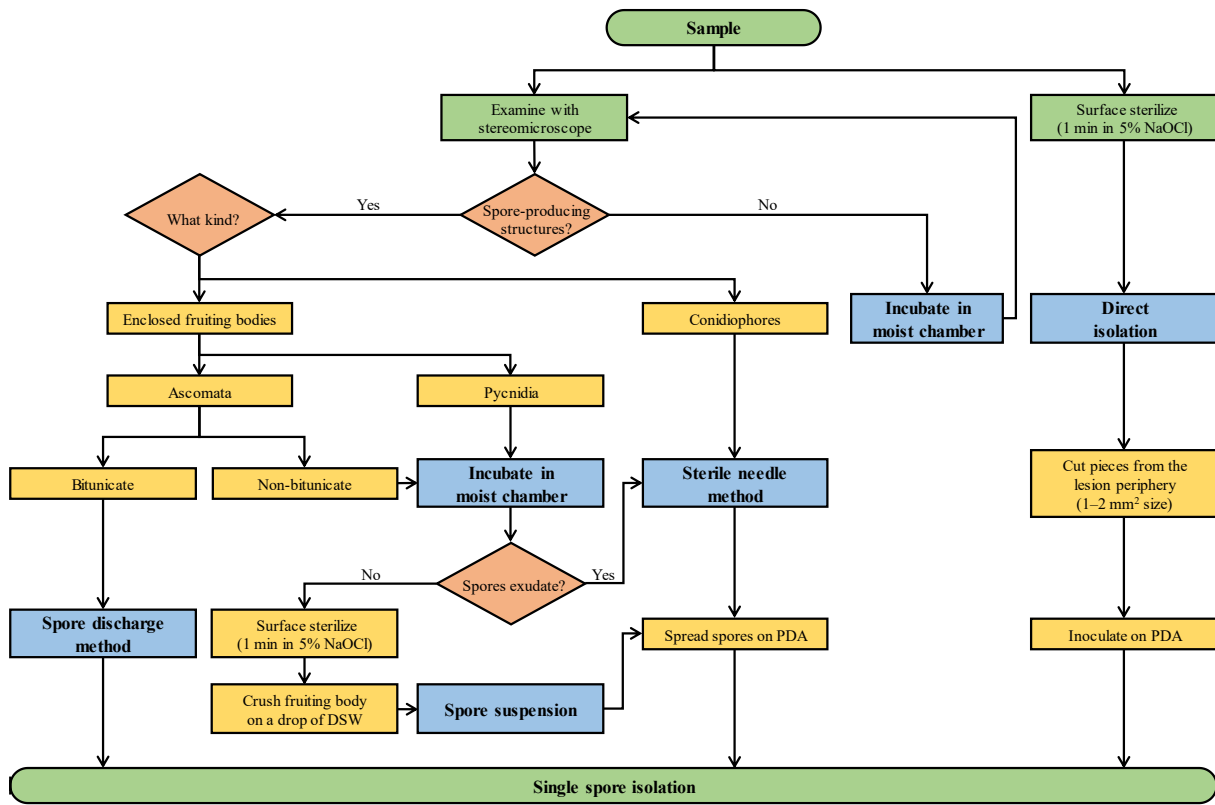 Sample
Examine with
stereomicroscope
Surface sterilize
(1 min in 5% NaOCl)
What kind?
Yes
Spore-producing
structures?
No
Enclosed fruiting bodies
Conidiophores
Incubate in
moist chamber
Direct
isolation
Ascomata
Pycnidia
Bitunicate
Non-bitunicate
Incubate in
moist chamber
Sterile needle
method
Cut pieces from the
lesion periphery
(1–2 mm² size)
No
Spores exudate?
Yes
Spore discharge
method
Surface sterilize
(1 min in 5% NaOCl)
Spread spores on PDA
Inoculate on PDA
Crush fruiting body
on a drop of DSW
Spore suspension
Single spore isolation